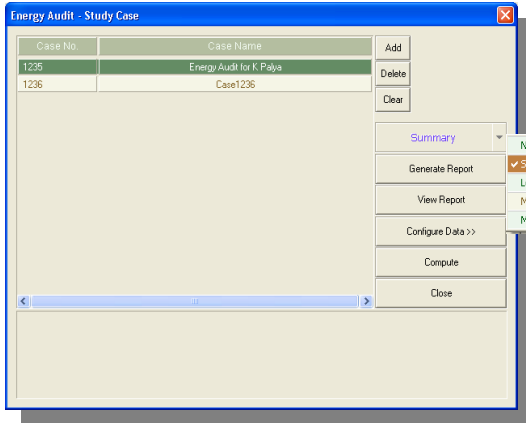 Energy Audit - Study Case
Case No. Case Name
1235 Energy Audit for K Palya
1236 Case1236
Add
Delete
Clear
Summary
Generate Report
View Report
Configure Data >>
Compute
Close